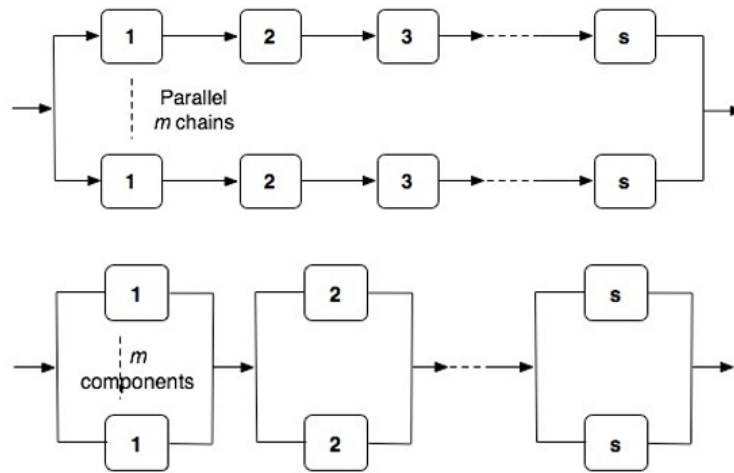 1 2 3 s
Parallel
m chains
1 2 3 s
1 2 s
m
components
1 2 s